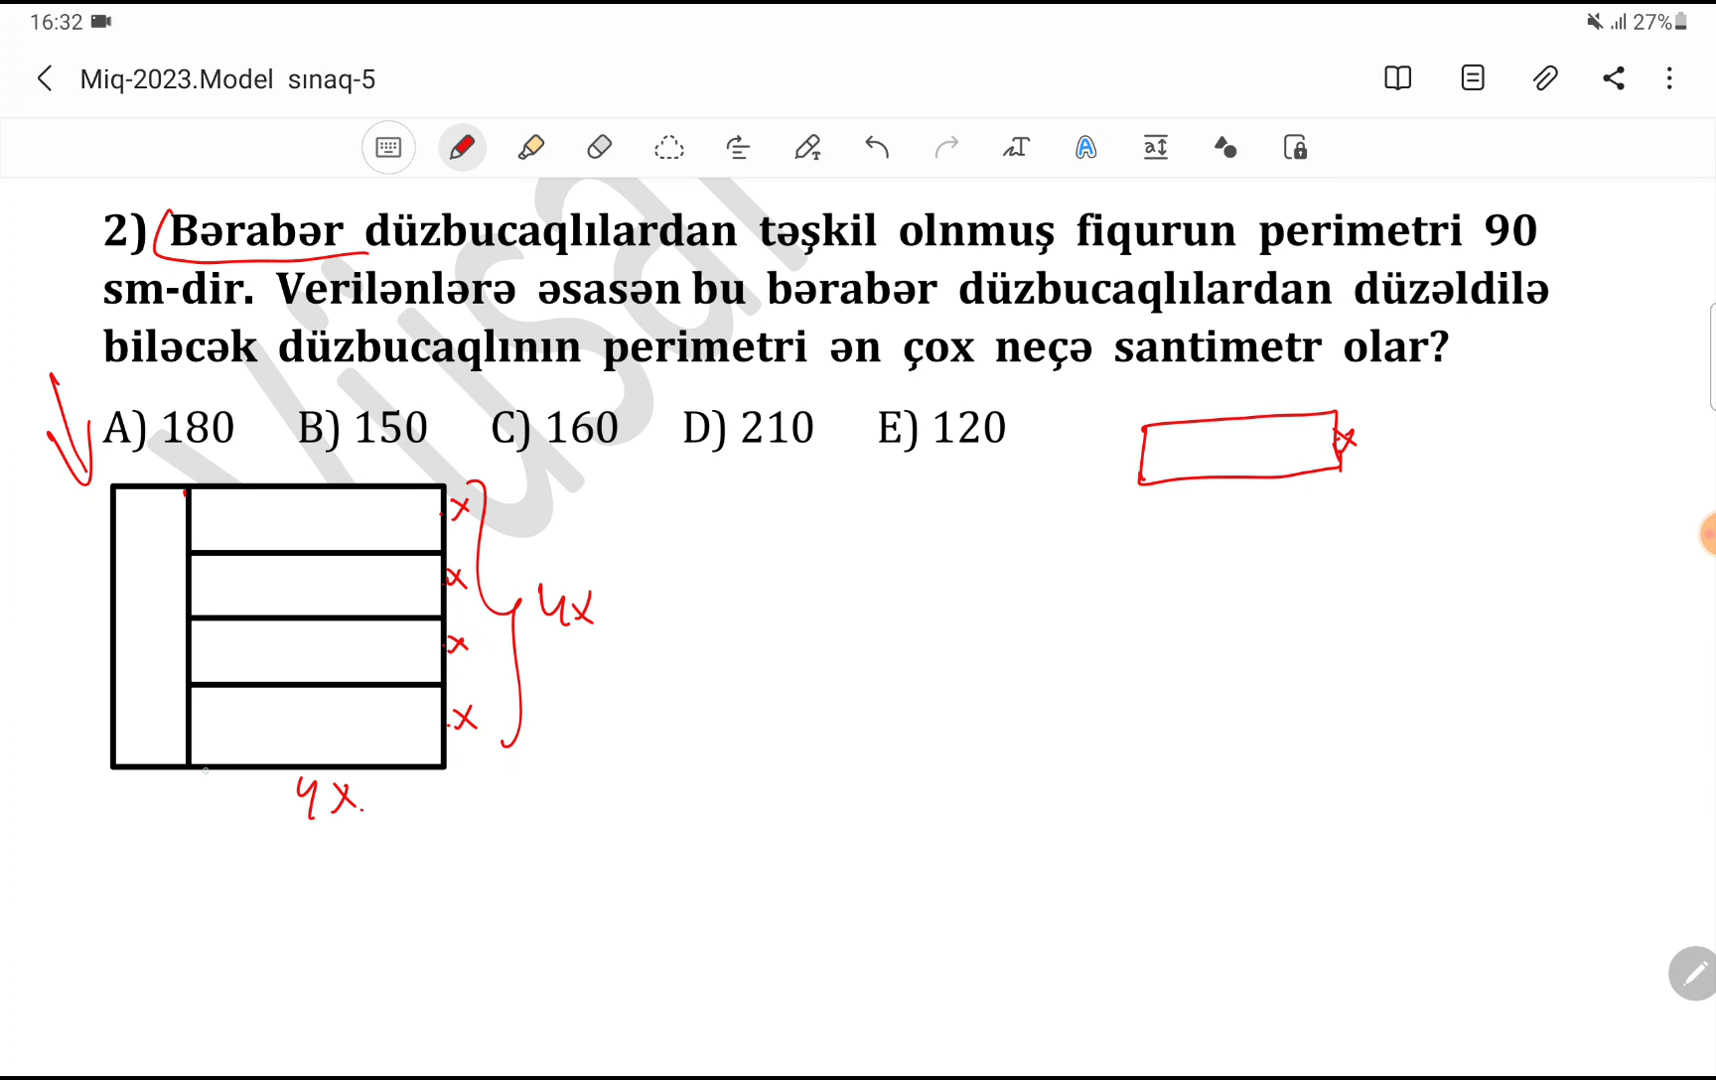 16:32
27%
Miq-2023.Model sınaq-5
2) Bərabər düzbucaqlılardan təşkil olnmuş fiqurun perimetri 90
sm-dir. Verilənlərə əsasən bu bərabər düzbucaqlılardan düzəldilə
biləcək düzbucaqlının perimetri ən çox neçə santimetr olar?
A) 180 B) 150 C) 160 D) 210 E) 120
x
x
x
4x
x
x
4x.